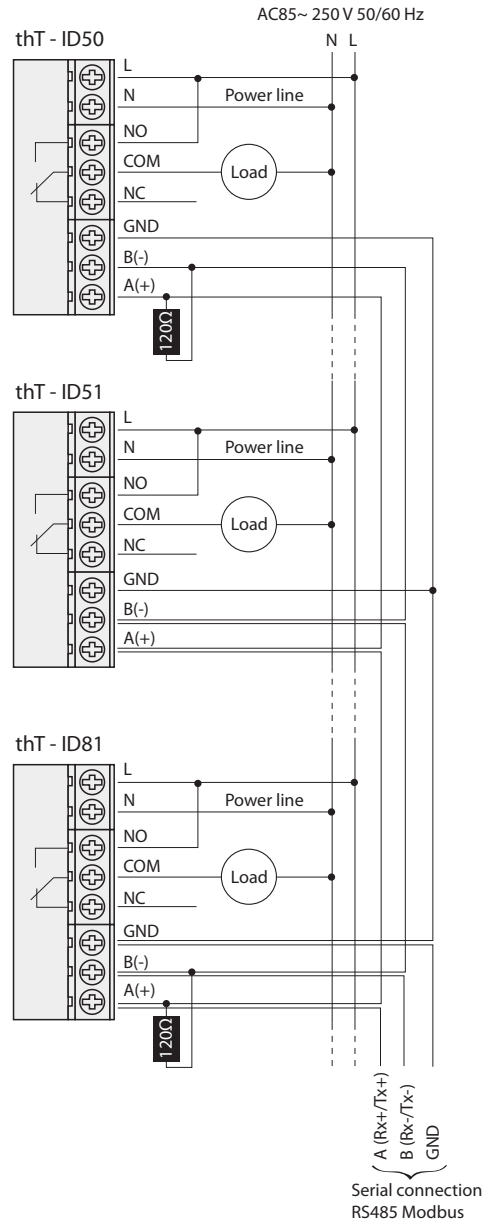 AC85~ 250 V 50/60 Hz
N L
thT - ID50
L
N Power line
NO
COM Load
NC
GND
B(-)
A(+)
120Ω
thT - ID51
L
N Power line
NO
COM Load
NC
GND
B(-)
A(+)
thT - ID81
L
N Power line
NO
COM Load
NC
GND
B(-)
A(+)
120Ω
A (Rx+/Tx+)
B (Rx-/Tx-)
GND
Serial connection
RS485 Modbus